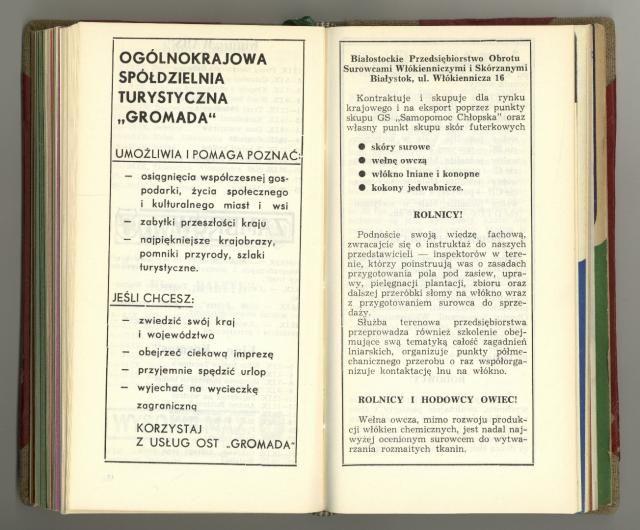 OGÓLNOKRAJOWA
SPÓŁDZIELNIA
TURYSTYCZNA
„GROMADA“
UMOŻLIWIA I POMAGA POZNAĆ:
— osiągnięcia współczesnej gos-
podarki, życia społecznego
i kulturalnego miast i wsi
— zabytki przeszłości kraju
— najpiękniejsze krajobrazy,
pomniki przyrody, szlaki
turystyczne.
JEŚLI CHCESZ:
— zwiedzić swój kraj
i województwo
— obejrzeć ciekawą imprezę
— przyjemnie spędzić urlop
— wyjechać na wycieczkę
zagraniczną
KORZYSTAJ
Z USŁUG OST „GROMADA“
Białostockie Przedsiębiorstwo Obrotu
Surowcami Włókienniczymi i Skórzanymi
Białystok, ul. Włókiennicza 16
Kontraktuje i skupuje dla rynku
krajowego i na eksport poprzez punkty
skupu GS „Samopomoc Chłopska" oraz
własny punkt skupu skór futerkowych
● skóry surowe
● wełnę owczą
● włókno lniane i konopne
● kokony jedwabnicze.
ROLNICY!
Podnoście swoją wiedzę fachową,
zwracajcie się o instruktaż do naszych
przedstawicieli — inspektorów w tere-
nie, którzy poinstruują was o zasadach
przygotowania pola pod zasiew, upra-
wy, pielęgnacji plantacji, zbioru oraz
dalszej przeróbki słomy na włókno wraz
z przygotowaniem surowca do sprze-
daży.
Służba terenowa przedsiębiorstwa
przeprowadza również szkolenie obej-
mujące swą tematyką całość zagadnień
lniarskich, organizuje punkty półme-
chanicznego przerobu o raz współorga-
nizuje kontaktację lnu na włókno.
ROLNICY I HODOWCY OWIEC!
Wełna owcza, mimo rozwoju produk-
cji włókien chemicznych, jest nadal naj-
wyżej ocenionym surowcem do wytwa-
rzania rozmaitych tkanin.